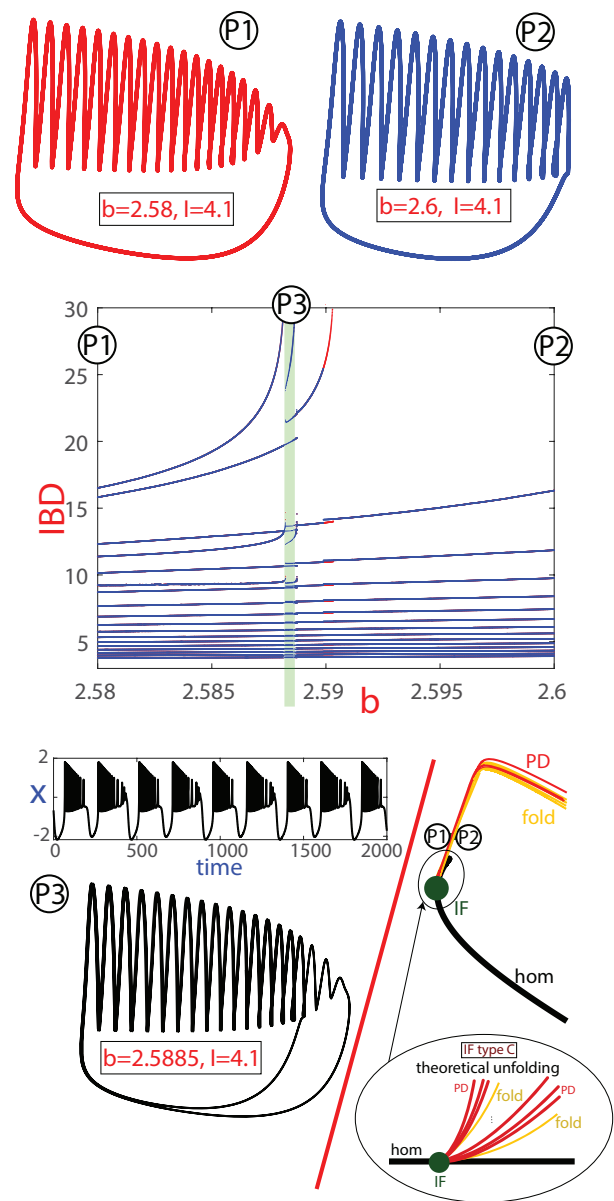 P1
P2
b=2.58, I=4.1
b=2.6, I=4.1
30
P3
P1
P2
25
20
IBD
15
10
5
2.58
2.585
2.59
2.595
2.6
b
2
X
-2
0
500
1000
1500
2000
time
PD
fold
P1
P2
P3
IF
hom
b=2.5885, I=4.1
IF type C
theoretical unfolding
PD
fold
PD
fold
hom
IF